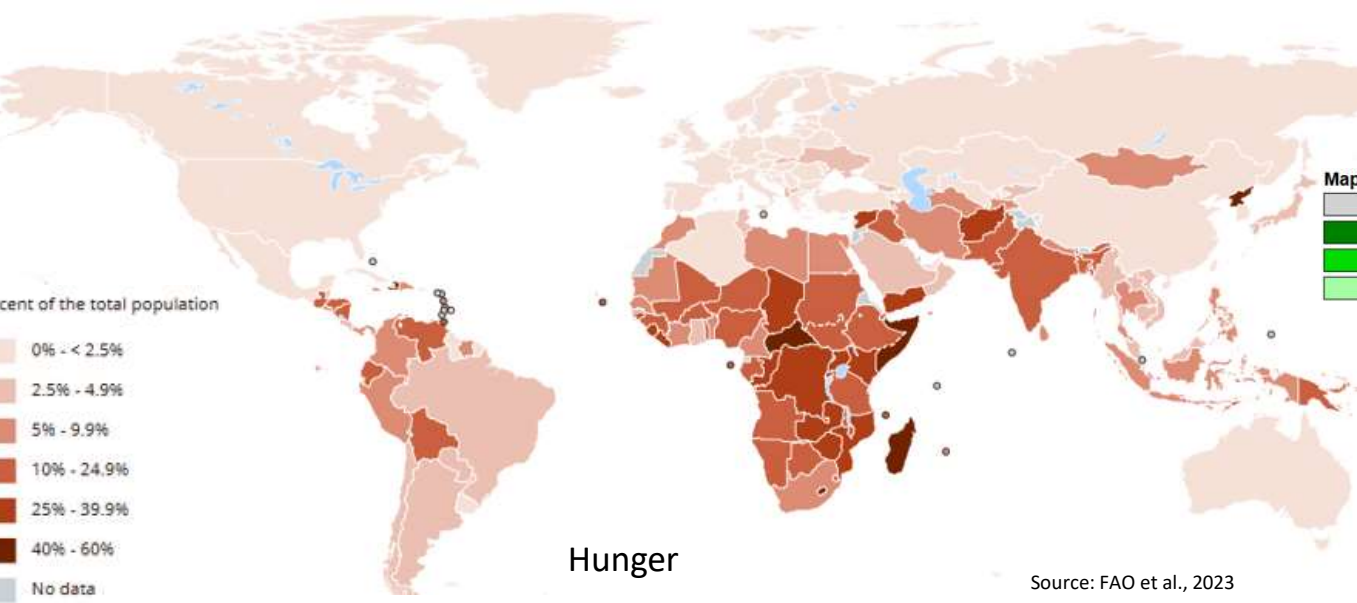 Map
cent of the total population
0% - < 2.5%
2.5% - 4.9%
5% - 9.9%
10% - 24.9%
25% - 39.9%
40% - 60%
No data
Hunger
Source: FAO et al., 2023